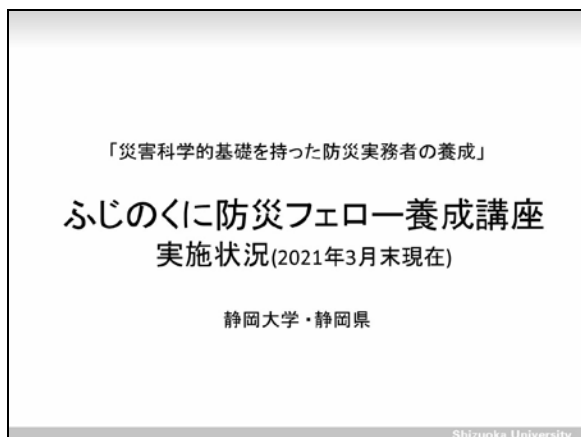 「災害科学的基礎を持った防災実務者の養成」
ふじのくに防災フェロー養成講座
実施状況(2021年3月末現在)
静岡大学・静岡県
Shizuoka University